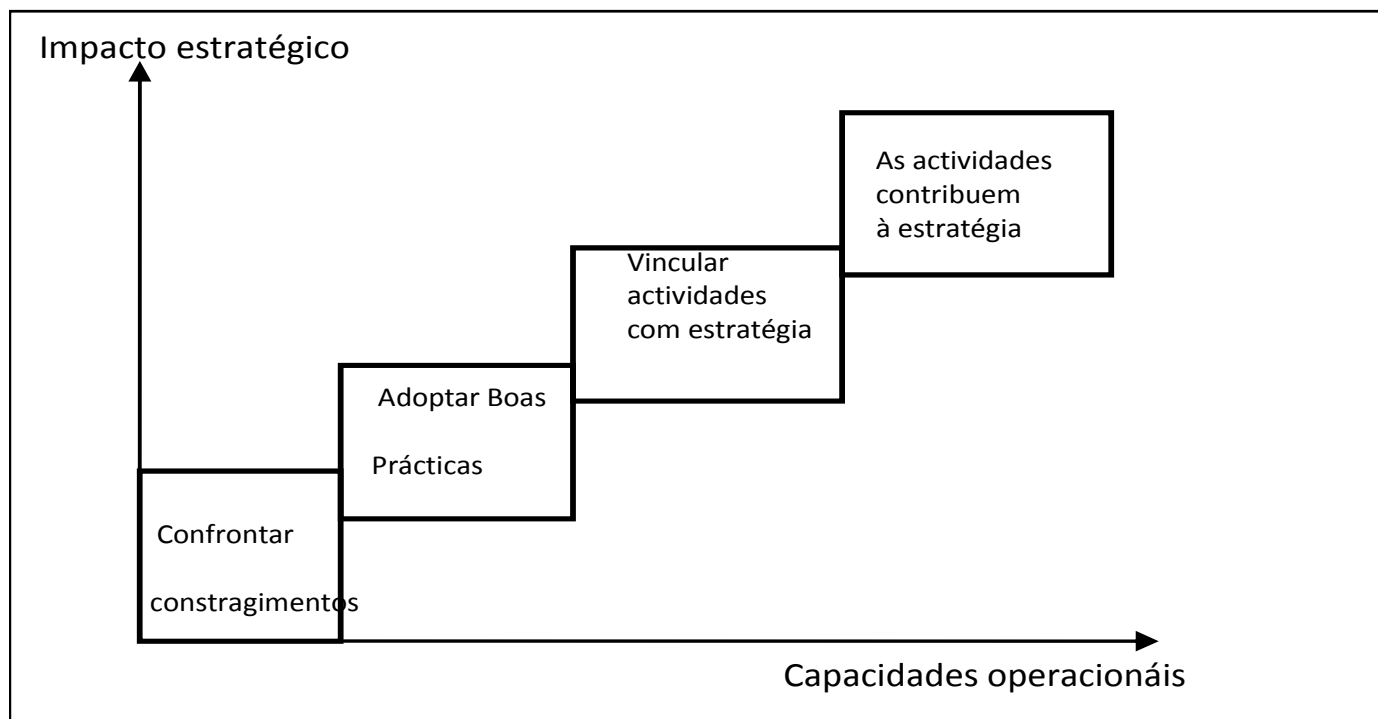 Impacto estratégico
As actividades
contribuem
à estratégia
Vincular
actividades
com estratégia
Adoptar Boas
Prácticas
Confrontar
constragimentos
Capacidades operacionáis